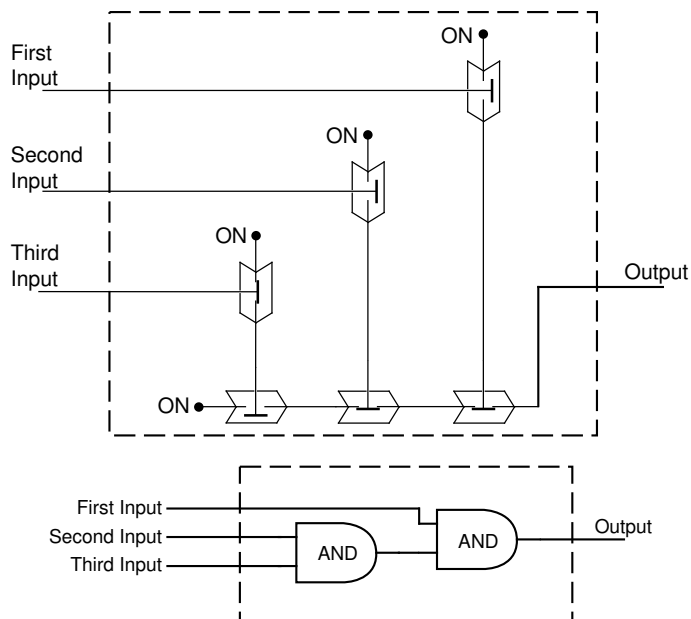 ON
First
Input
ON
Second
Input
ON
Third
Input
Output
ON
First Input
Second Input
Third Input
AND
AND
Output